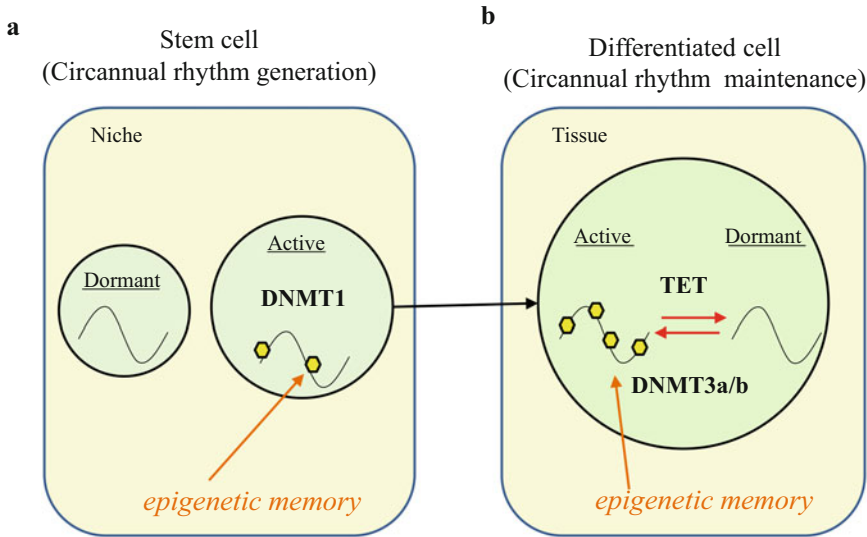 a
Stem cell
(Circannual rhythm generation)
Niche
Dormant
Active
DNMT1
epigenetic memory
b
Differentiated cell
(Circannual rhythm maintenance)
Tissue
Active
Dormant
TET
DNMT3a/b
epigenetic memory